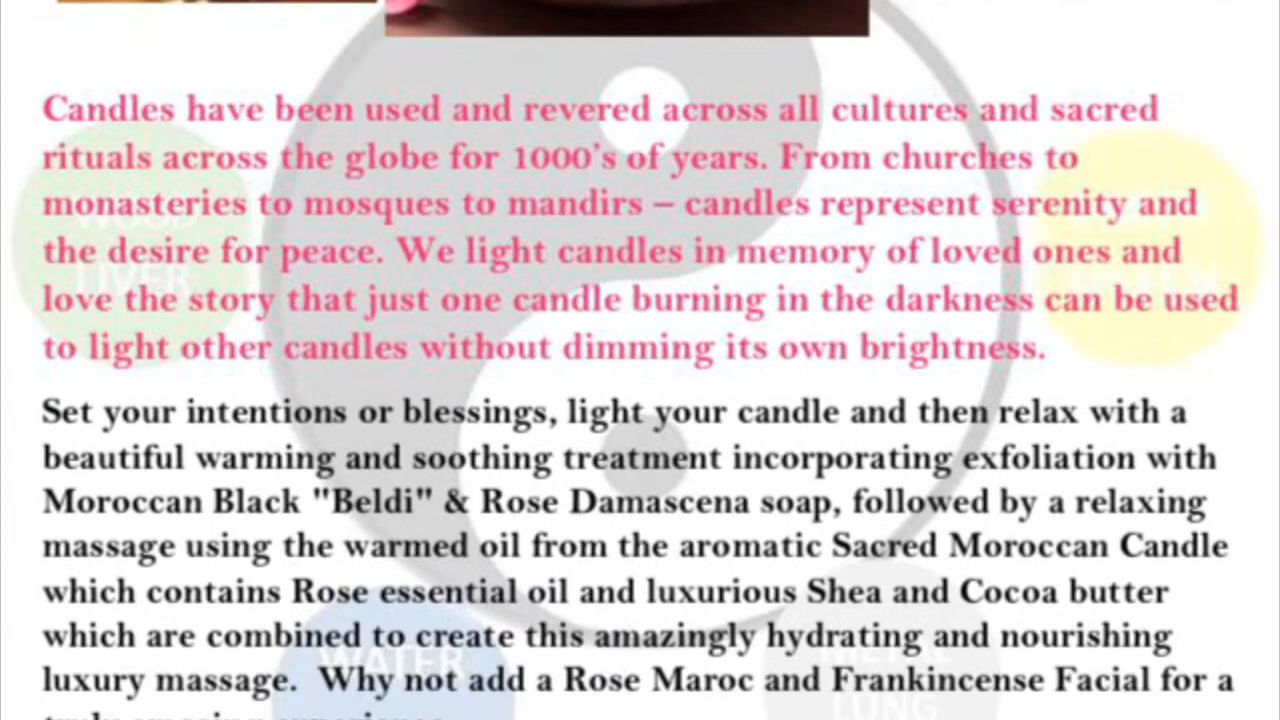 Candles have been used and revered across all cultures and sacred
rituals across the globe for 1000's of years. From churches to
monasteries to mosques to mandirs – candles represent serenity and
the desire for peace. We light candles in memory of loved ones and
love the story that just one candle burning in the darkness can be used
to light other candles without dimming its own brightness.
Set your intentions or blessings, light your candle and then relax with a
beautiful warming and soothing treatment incorporating exfoliation with
Moroccan Black "Beldi" & Rose Damascena soap, followed by a relaxing
massage using the warmed oil from the aromatic Sacred Moroccan Candle
which contains Rose essential oil and luxurious Shea and Cocoa butter
which are combined to create this amazingly hydrating and nourishing
luxury massage.  Why not add a Rose Maroc and Frankincense Facial for a
WOOD
LIVER
WATER
METAL
LUNG